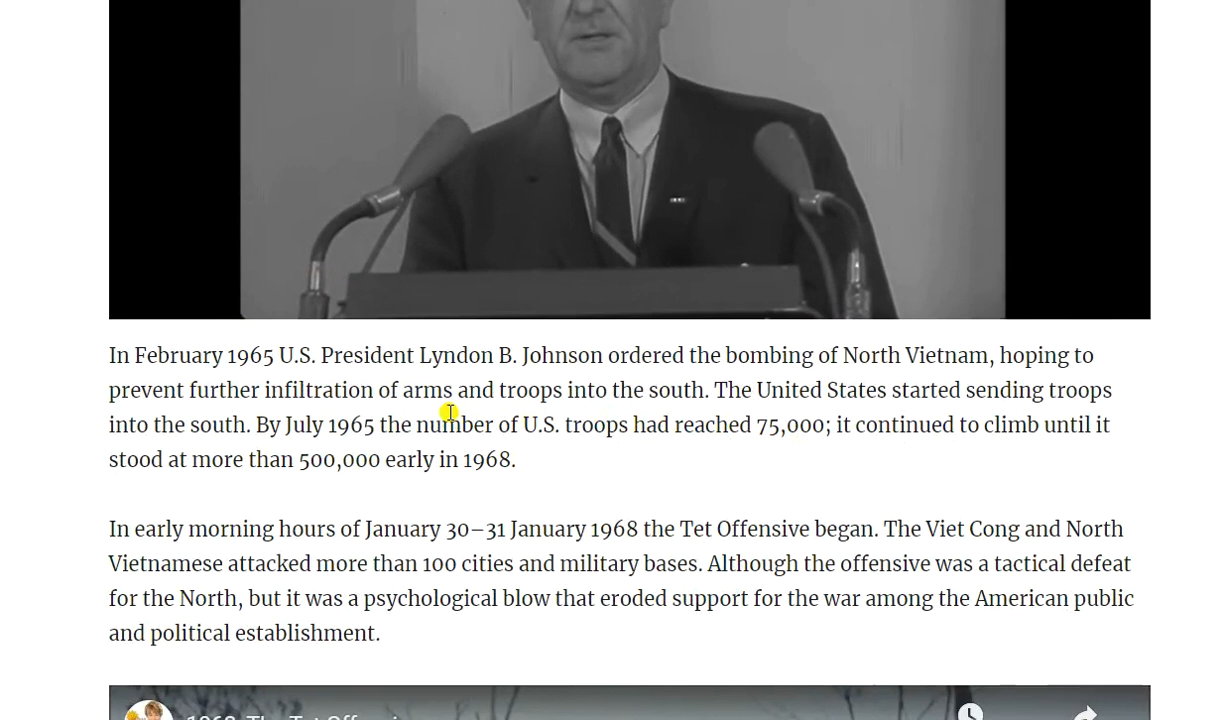 In February 1965 U.S. President Lyndon B. Johnson ordered the bombing of North Vietnam, hoping to
prevent further infiltration of arms and troops into the south. The United States started sending troops
into the south. By July 1965 the number of U.S. troops had reached 75,000; it continued to climb until it
stood at more than 500,000 early in 1968.
In early morning hours of January 30–31 January 1968 the Tet Offensive began. The Viet Cong and North
Vietnamese attacked more than 100 cities and military bases. Although the offensive was a tactical defeat
for the North, but it was a psychological blow that eroded support for the war among the American public
and political establishment.
1968: The Tet Offensive